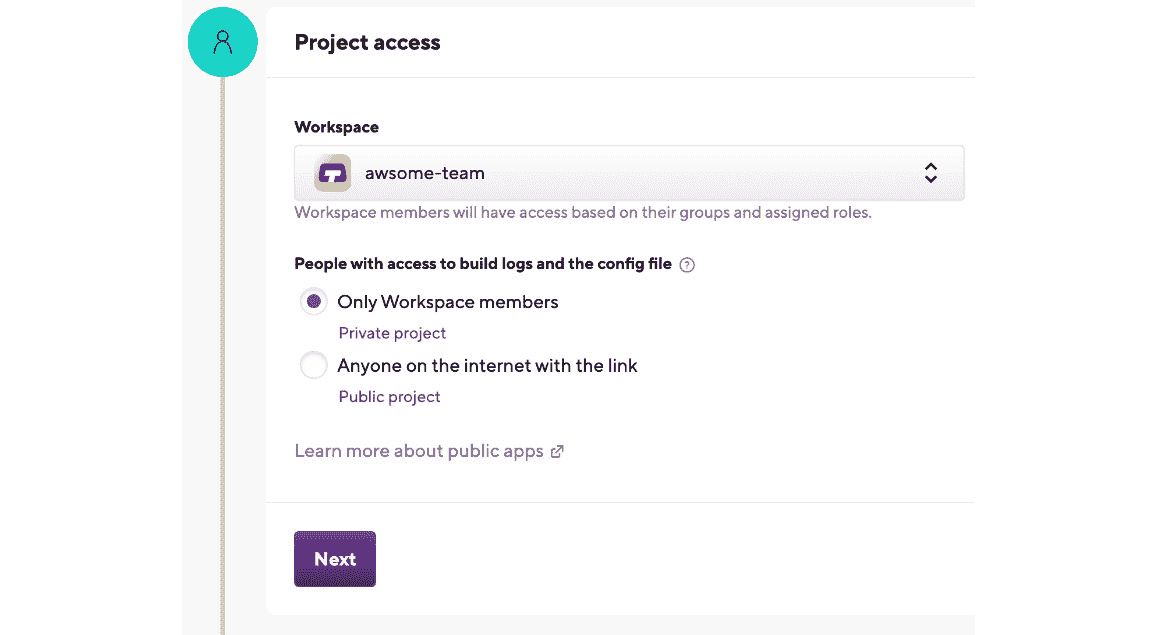 Project access
Workspace
awsome-team
Workspace members will have access based on their groups and assigned roles.
People with access to build logs and the config file ?
Only Workspace members
Private project
Anyone on the internet with the link
Public project
Learn more about public apps
Next